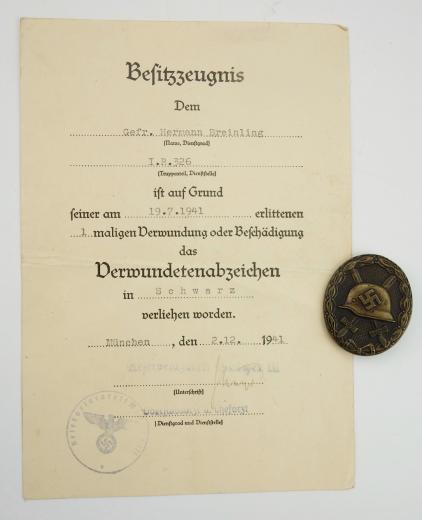 Besitzzeugnis
Dem
Gefr. Hermann Breinling
(Name, Dienstgrad)
I.R.326
(Truppenteil, Dienststelle)
ist auf Grund
seiner am 19.7.1941 erlittenen
1 maligen Verwundung oder Beschädigung
das
Verwundetenabzeichen
in Schwarz
verliehen worden.
München, den 2.12. 1941
(Unterschrift)
(Dienstgrad und Dienststelle)